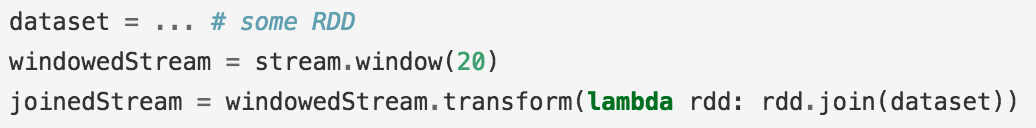 dataset = ... # some RDD
windowedStream = stream.window(20)
joinedStream = windowedStream.transform(lambda rdd: rdd.join(dataset))